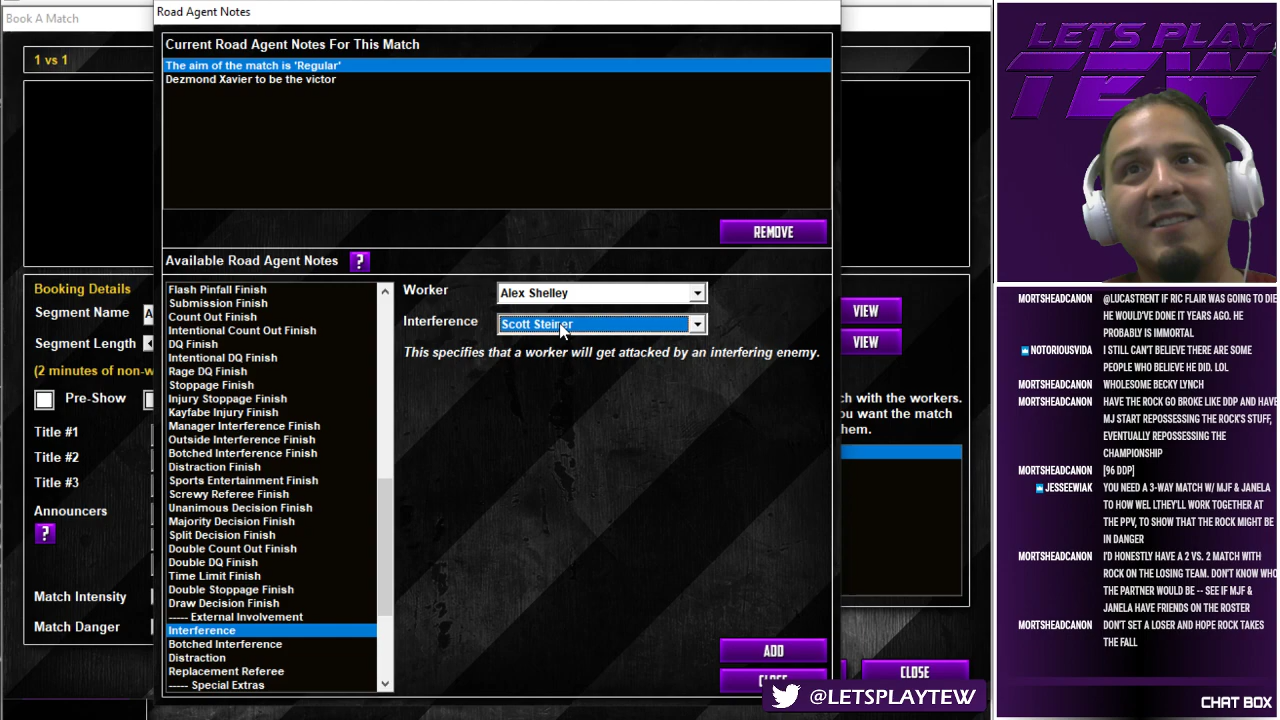 Road Agent Notes
Book A Match
Current Road Agent Notes For This Match
1 vs 1
The aim of the match is 'Regular'
Dezmond Xavier to be the victor
REMOVE
Available Road Agent Notes ?
Flash Pinfall Finish
Submission Finish
Count Out Finish
Intentional Count Out Finish
DQ Finish
Intentional DQ Finish
Rage DQ Finish
Stoppage Finish
Injury Stoppage Finish
Kayfabe Injury Finish
Manager Interference Finish
Outside Interference Finish
Botched Interference Finish
Distraction Finish
Sports Entertainment Finish
Screwy Referee Finish
Unanimous Decision Finish
Majority Decision Finish
Split Decision Finish
Double Count Out Finish
Double DQ Finish
Time Limit Finish
Double Stoppage Finish
Draw Decision Finish
----- External Involvement
Interference
Botched Interference
Distraction
Replacement Referee
----- Special Extras
Worker Alex Shelley
Interference Scott Steiner
This specifies that a worker will get attacked by an interfering enemy.
ADD
CLOSE
Booking Details
Segment Name A
Segment Length
(2 minutes of non-w
Pre-Show
Title #1
Title #2
Title #3
Announcers
?
Match Intensity
Match Danger
VIEW
VIEW
ch with the workers.
ou want the match
hem.
CLOSE
@LETSPLAYTEW
LETS PLAY
TEW
MORTSHEADCANON @LUCASTRENT IF RIC FLAIR WAS GOING TO DIE
HE WOULD'VE DONE IT YEARS AGO. HE
PROBABLY IS IMMORTAL
NOTORIOUSVIDA I STILL CAN'T BELIEVE THERE ARE SOME
PEOPLE WHO BELIEVE HE DID. LOL
MORTSHEADCANON WHOLESOME BECKY LYNCH
MORTSHEADCANON HAVE THE ROCK GO BROKE LIKE DDP AND HAVE
MJ START REPOSSESSING THE ROCK'S STUFF,
EVENTUALLY REPOSSESSING THE
CHAMPIONSHIP
MORTSHEADCANON [96 DDP]
JESSEEWIAK YOU NEED A 3-WAY MATCH W/ MJF & JANELA
TO HOW WEL LTHEY'LL WORK TOGETHER AT
THE PPV, TO SHOW THAT THE ROCK MIGHT BE
IN DANGER
MORTSHEADCANON I'D HONESTLY HAVE A 2 VS. 2 MATCH WITH
ROCK ON THE LOSING TEAM. DON'T KNOW WHO
THE PARTNER WOULD BE -- SEE IF MJF &
JANELA HAVE FRIENDS ON THE ROSTER
MORTSHEADCANON DON'T SET A LOSER AND HOPE ROCK TAKES
THE FALL
CHAT BOX